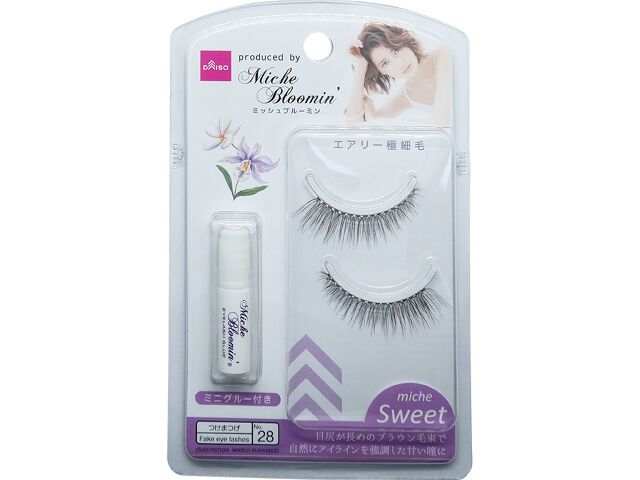 DAISO
produced by
Miche
Bloomin'
ミッシュブルーミン
エアリー極細毛
Miche
Bloomin'®
EYELASH GLUE
ミニグルー付き
つけまつげ
Fake eye lashes
No.
28
miche
Sweet
目尻が長めのブラウン毛束で
自然にアイラインを強調した甘い瞳に